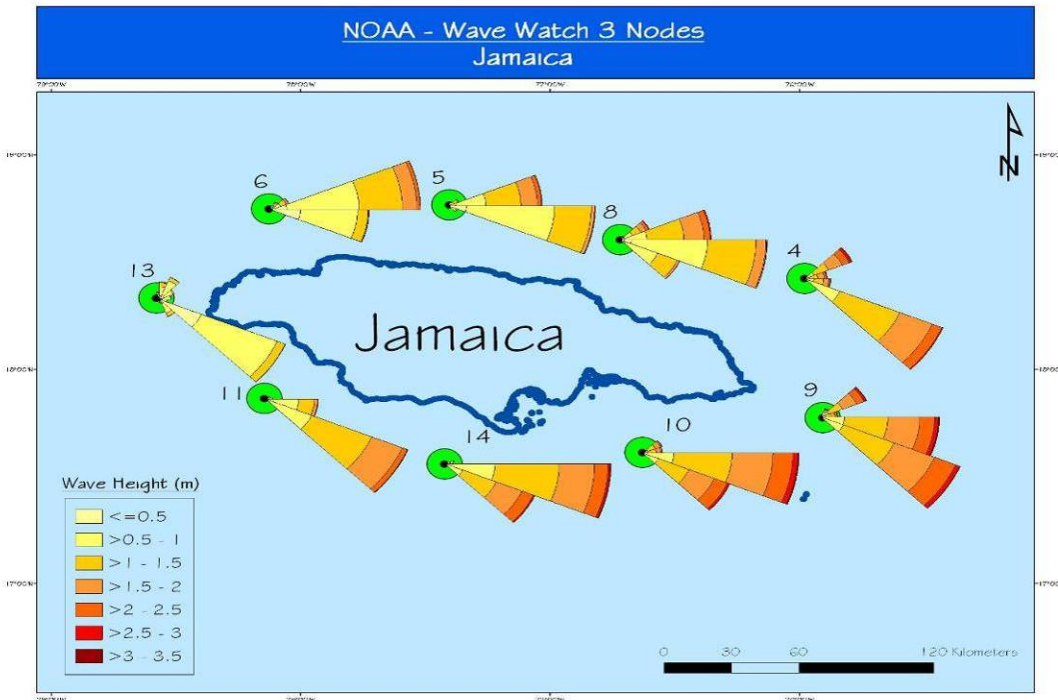 NOAA - Wave Watch 3 Nodes
Jamaica
N
6
5
8
4
13
Jamaica
11
9
14
10
Wave Height (m)
<=0.5
>0.5 - 1
>1 - 1.5
>1.5 - 2
>2 - 2.5
>2.5 - 3
>3 - 3.5
0 30 60 120 Kilometers